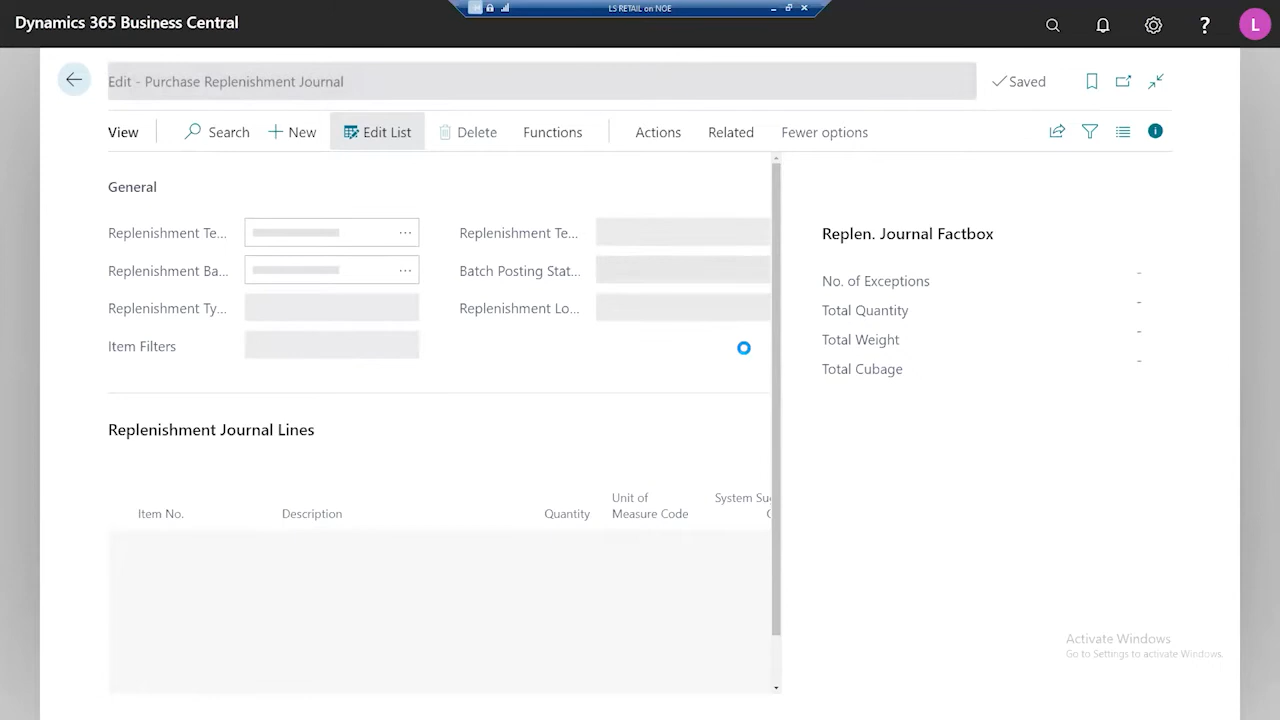 LS RETAIL on NOE
Dynamics 365 Business Central
?
L
Edit - Purchase Replenishment Journal
Saved
View
Search
New
Edit List
Delete
Functions
Actions
Related
Fewer options
General
Replenishment Te...
Replenishment Te...
Replenishment Ba...
Batch Posting Stat...
Replenishment Ty...
Replenishment Lo...
Item Filters
Replen. Journal Factbox
No. of Exceptions -
Total Quantity -
Total Weight -
Total Cubage -
Replenishment Journal Lines
Item No.
Description
Quantity
Unit of
Measure Code
System Su
Activate Windows
Go to Settings to activate Windows.